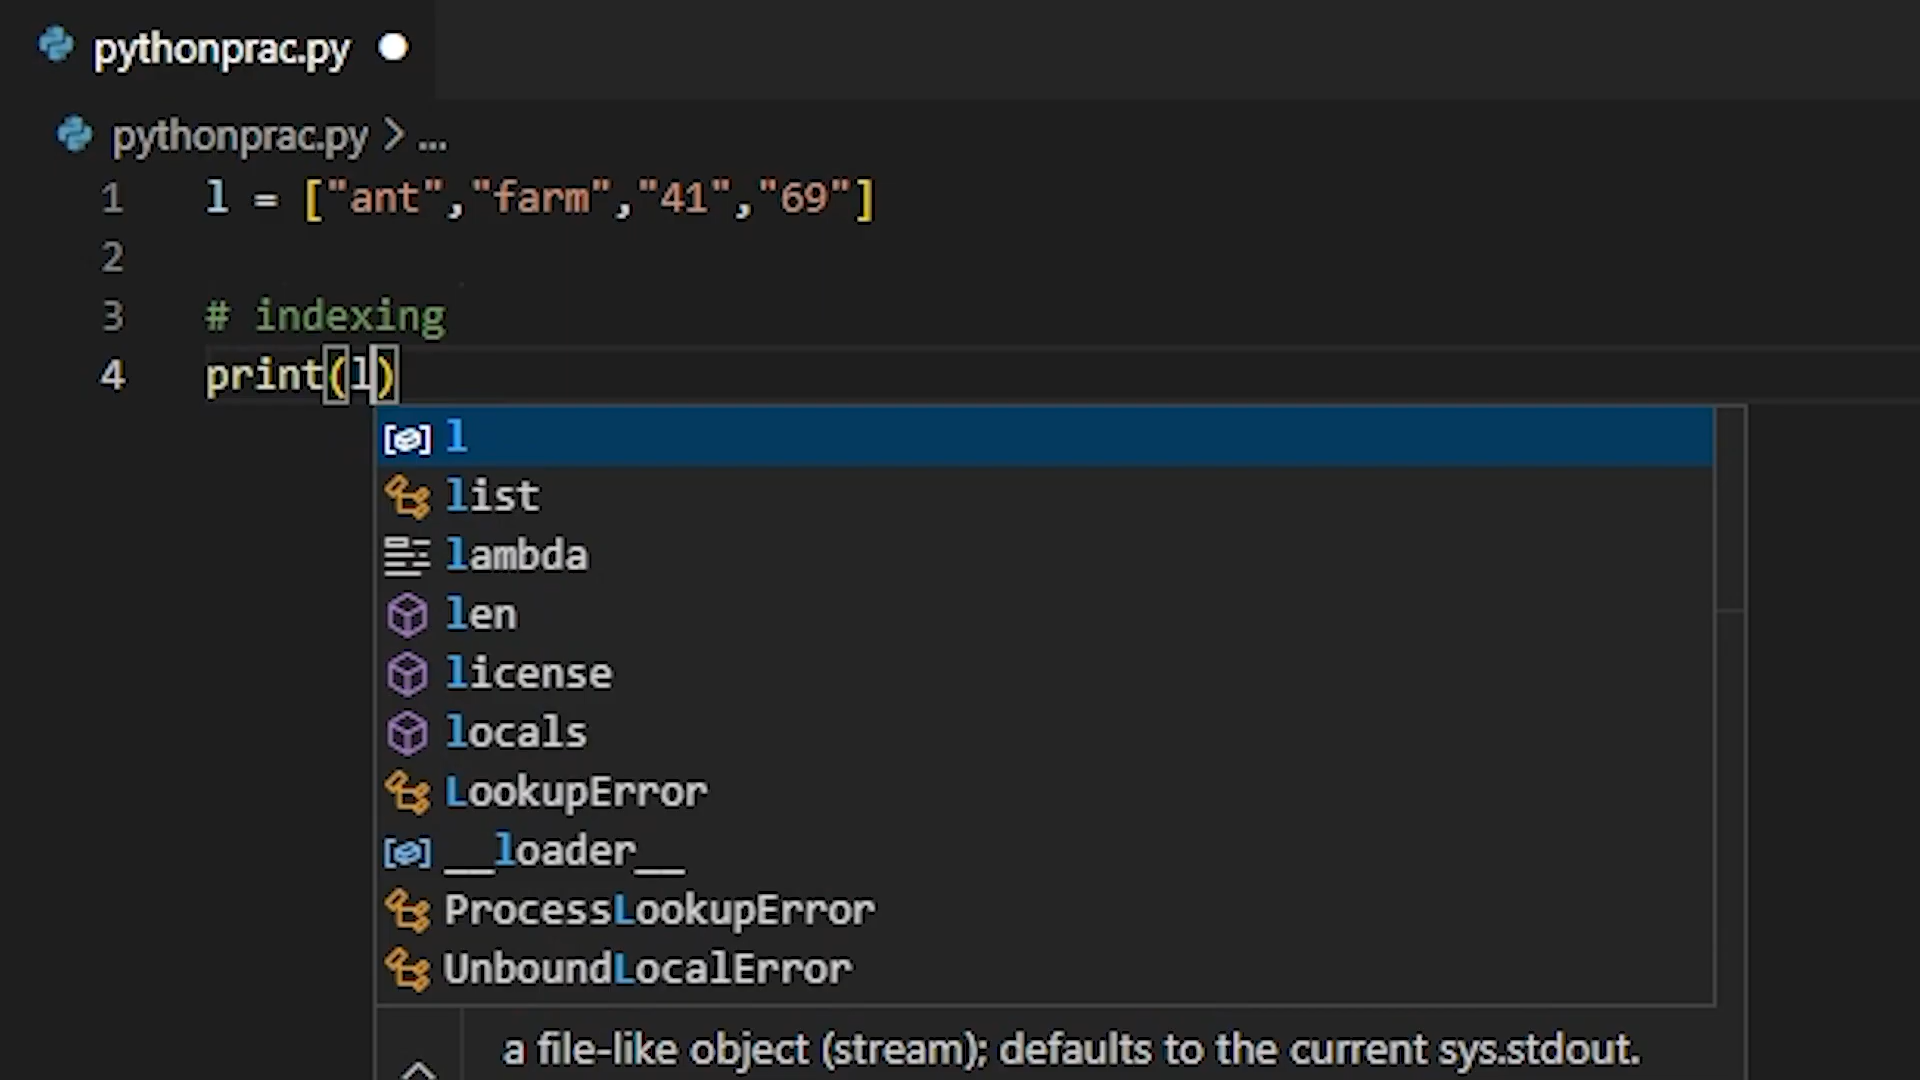 pythonprac.py
pythonprac.py > ...
1 l = ["ant","farm","41","69"]
2
3 # indexing
4 print(l)
l
list
lambda
len
license
locals
LookupError
__loader__
ProcessLookupError
UnboundLocalError
a file-like object (stream); defaults to the current sys.stdout.